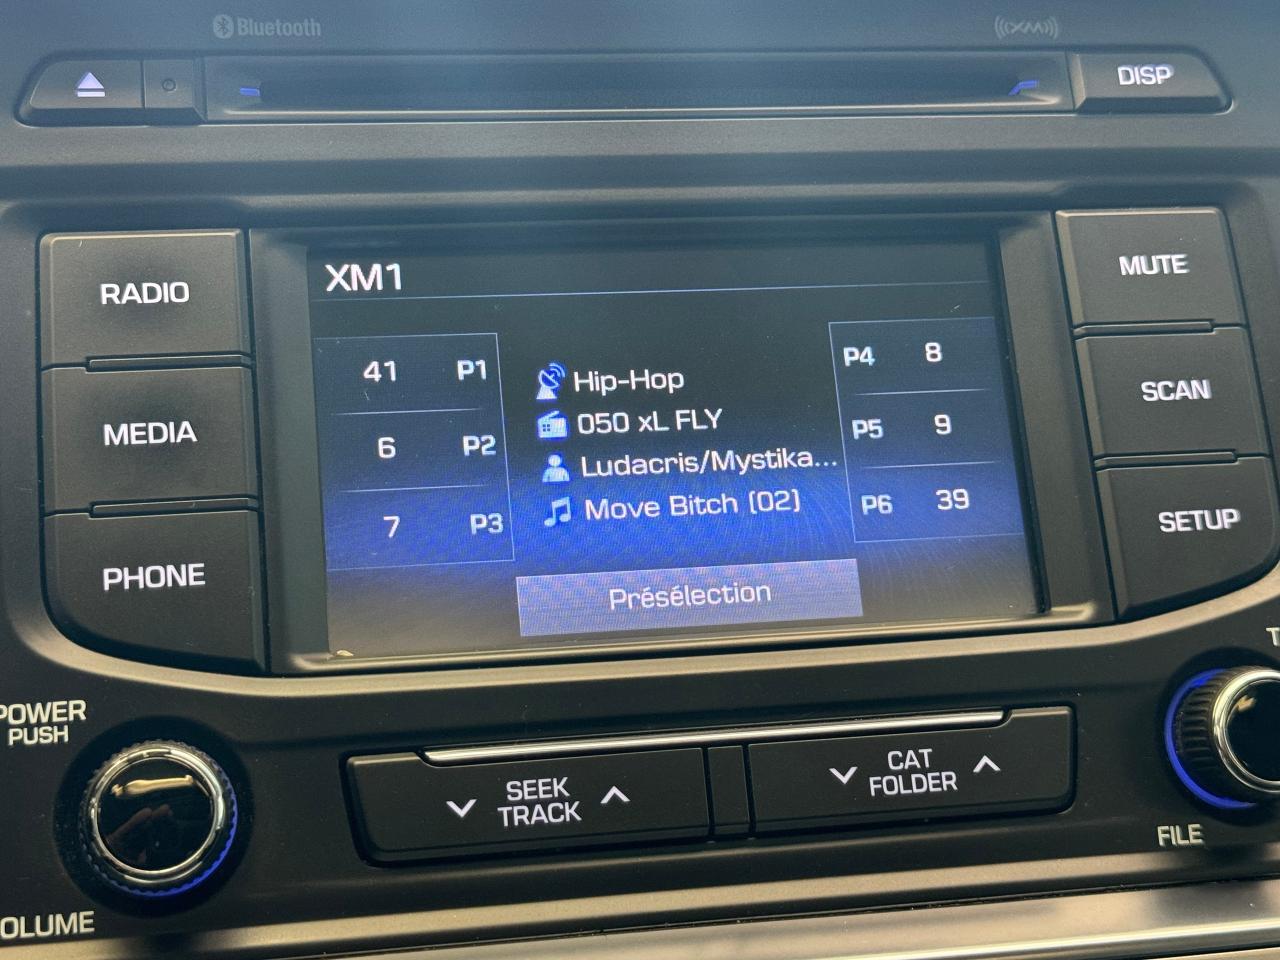 Bluetooth
XM
DISP
RADIO
MEDIA
PHONE
XM1
41 P1
6 P2
7 P3
Hip-Hop
050 xL FLY
Ludacris/Mystika...
Move Bitch (02)
P4 8
P5 9
P6 39
Présélection
MUTE
SCAN
SETUP
POWER
PUSH
OLUME
SEEK
TRACK
CAT
FOLDER
T
FILE